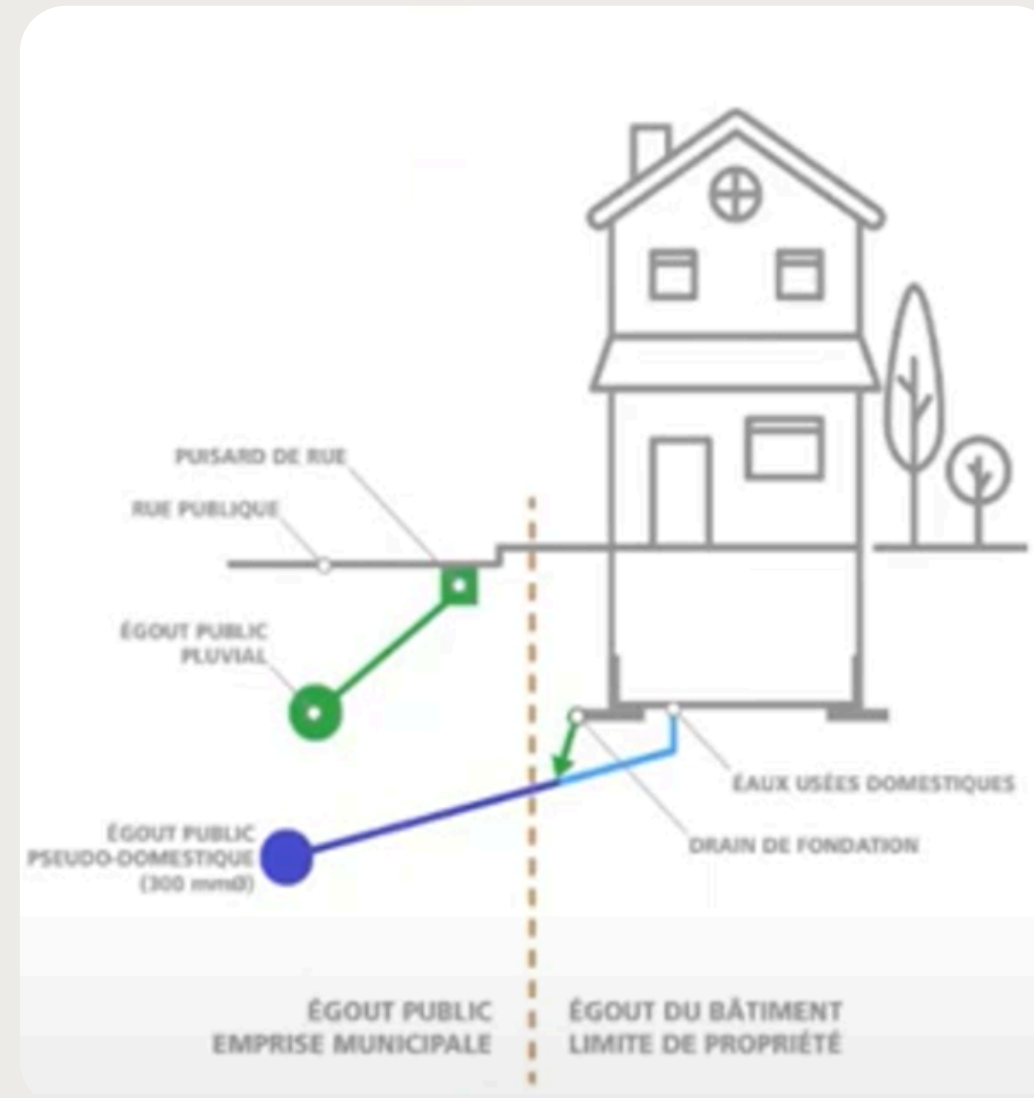 PUISARD DE RUE
RUE PUBLIQUE
ÉGOUT PUBLIC
PLUVIAL
ÉAUX USÉES DOMESTIQUES
DRAIN DE FONDATION
ÉGOUT PUBLIC
PSEUDO-DOMESTIQUE
(300 mmØ)
ÉGOUT PUBLIC
EMPRISE MUNICIPALE
ÉGOUT DU BÂTIMENT
LIMITE DE PROPRIÉTÉ